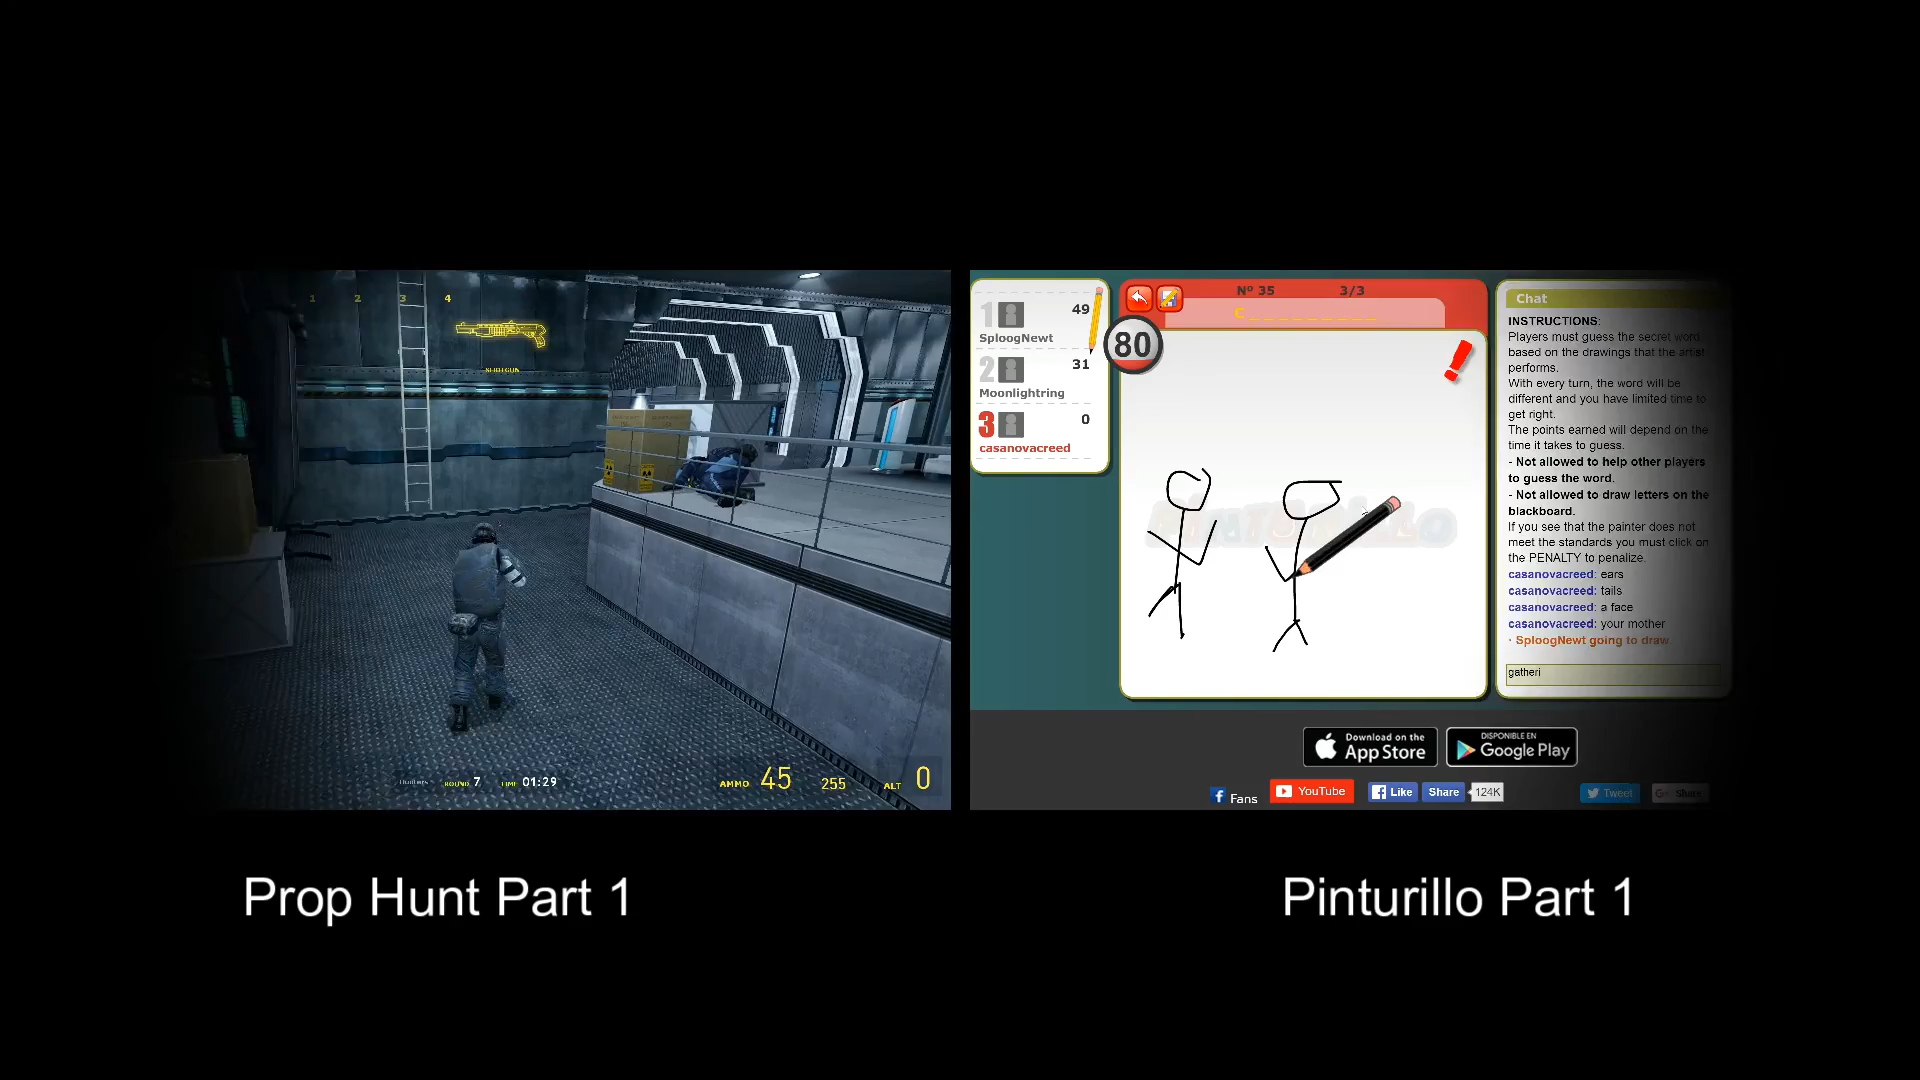 1 2 3 4
SHOTGUN
Hunters ROUND 7 TIME 01:29
AMMO 45 255 ALT 0
1 49
SploogNewt
2 31
Moonlightring
3 0
casanovacreed
Nº 35 3/3
C _ _ _ _ _ _ _ _ _
80
Chat
INSTRUCTIONS:
Players must guess the secret word
based on the drawings that the artist
performs.
With every turn, the word will be
different and you have limited time to
get right.
The points earned will depend on the
time it takes to guess.
- Not allowed to help other players
to guess the word.
- Not allowed to draw letters on the
blackboard.
If you see that the painter does not
meet the standards you must click on
the PENALTY to penalize.
casanovacreed: ears
casanovacreed: tails
casanovacreed: a face
casanovacreed: your mother
· SploogNewt going to draw.
gatheri
Download on the
App Store
DISPONIBLE EN
Google Play
Fans
YouTube
Like
Share
124K
Tweet
G+ Share
Prop Hunt Part 1
Pinturillo Part 1